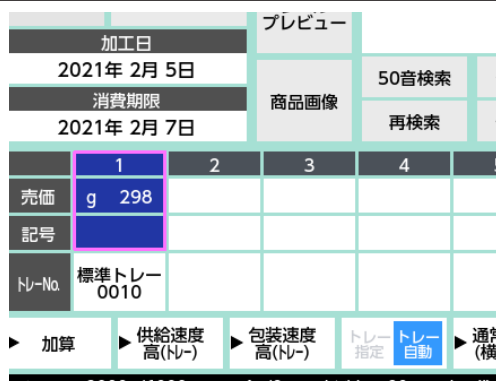 プレビュー
加工日
2021年 2月 5日
消費期限
2021年 2月 7日
商品画像
50音検索
再検索
1 2 3 4
売価 g 298
記号
トレーNo. 標準トレー
0010
加算
供給速度
高(トレー)
包装速度
高(トレー)
トレー
指定
トレー
自動